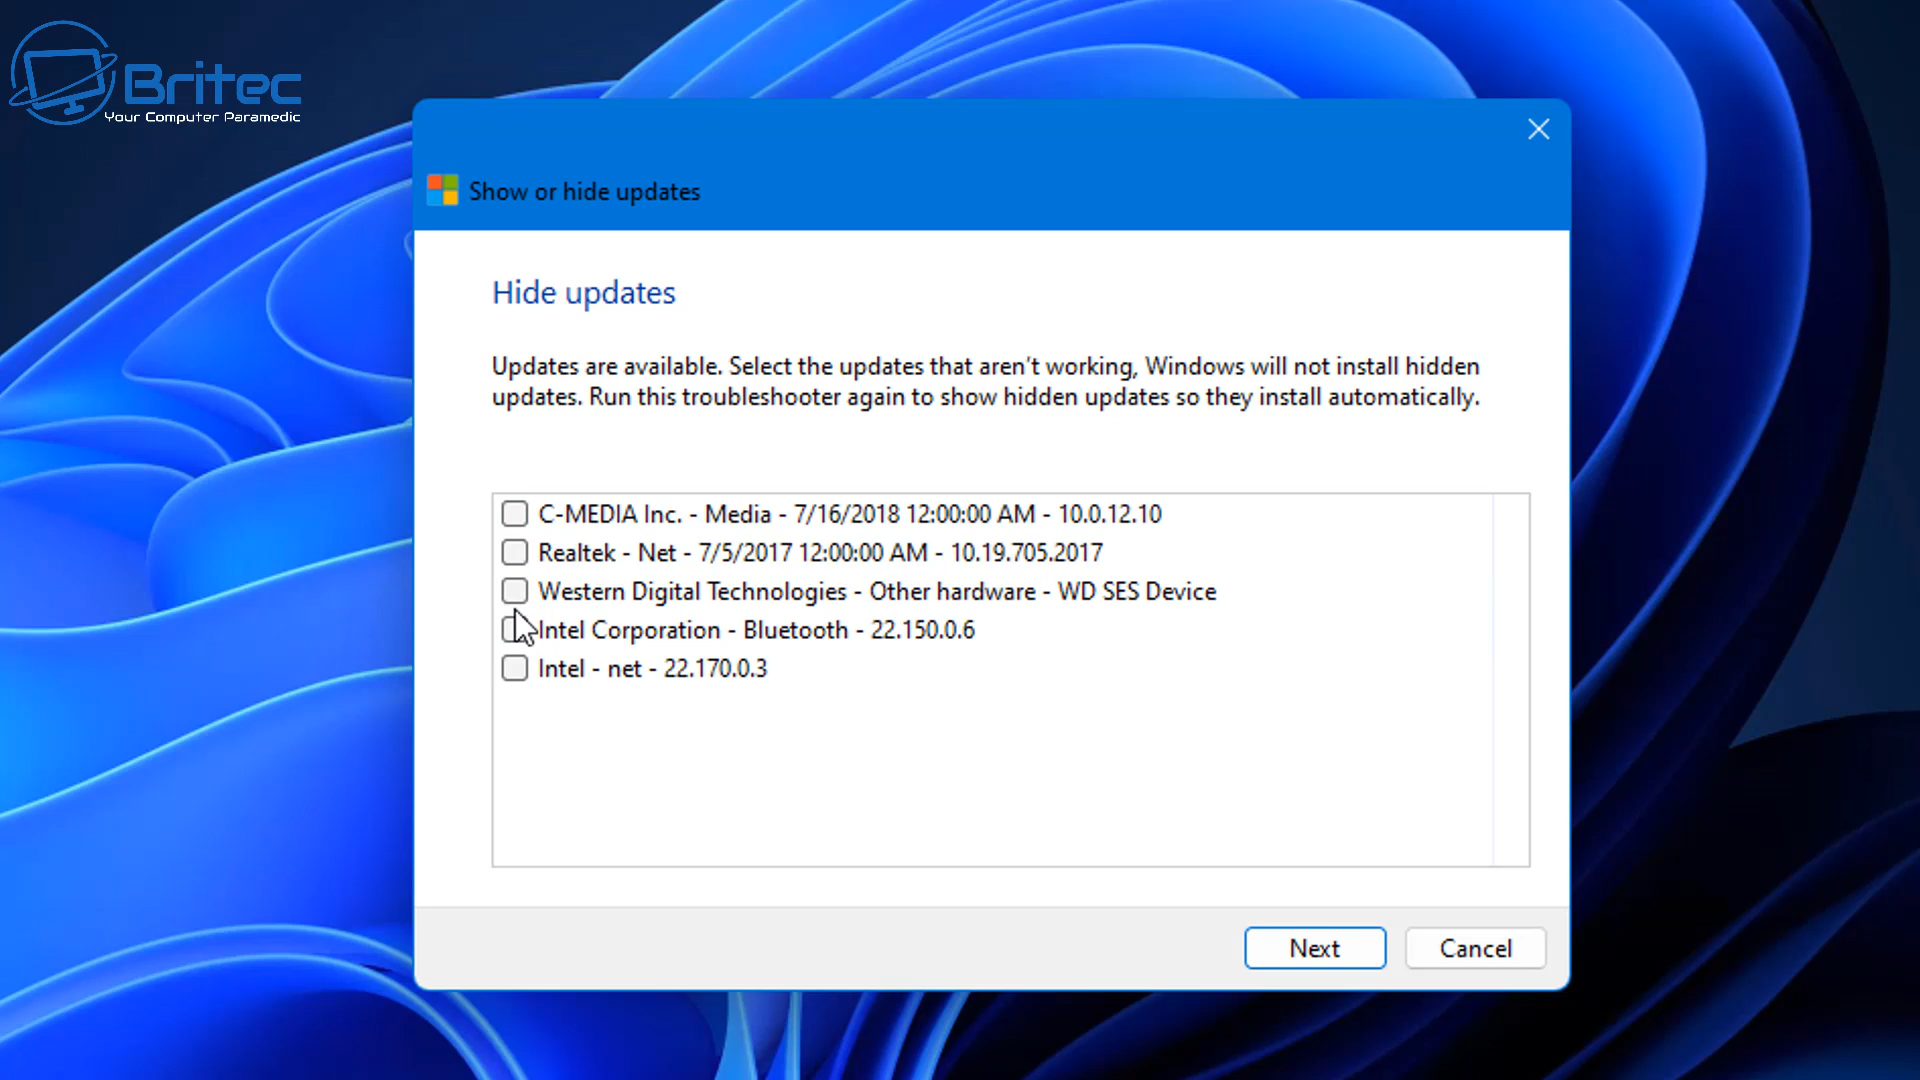 Britec
Your Computer Paramedic
Show or hide updates
Hide updates
Updates are available. Select the updates that aren't working, Windows will not install hidden
updates. Run this troubleshooter again to show hidden updates so they install automatically.
C-MEDIA Inc. - Media - 7/16/2018 12:00:00 AM - 10.0.12.10
Realtek - Net - 7/5/2017 12:00:00 AM - 10.19.705.2017
Western Digital Technologies - Other hardware - WD SES Device
Intel Corporation - Bluetooth - 22.150.0.6
Intel - net - 22.170.0.3
Next
Cancel